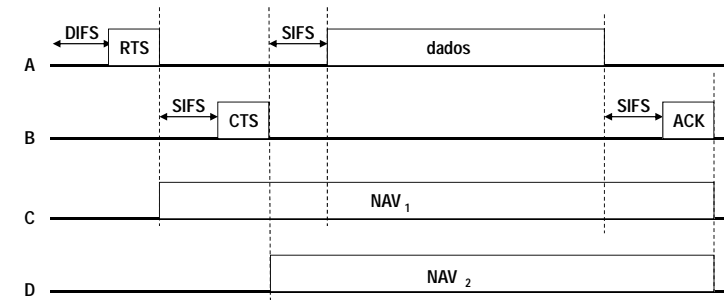 DIFS
RTS
SIFS
dados
A
SIFS
CTS
SIFS
ACK
B
NAV 1
C
NAV 2
D